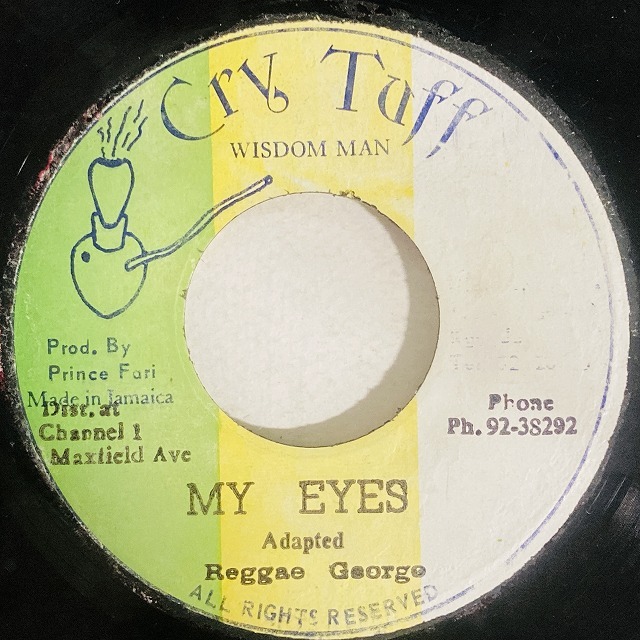 Cry Tuff
WISDOM MAN
Prod. By
Prince Fari
Made in Jamaica
Dist. at
Channel 1
Maxfield Ave
Phone
Ph. 92-38292
MY EYES
Adapted
Reggae George
ALL RIGHTS RESERVED